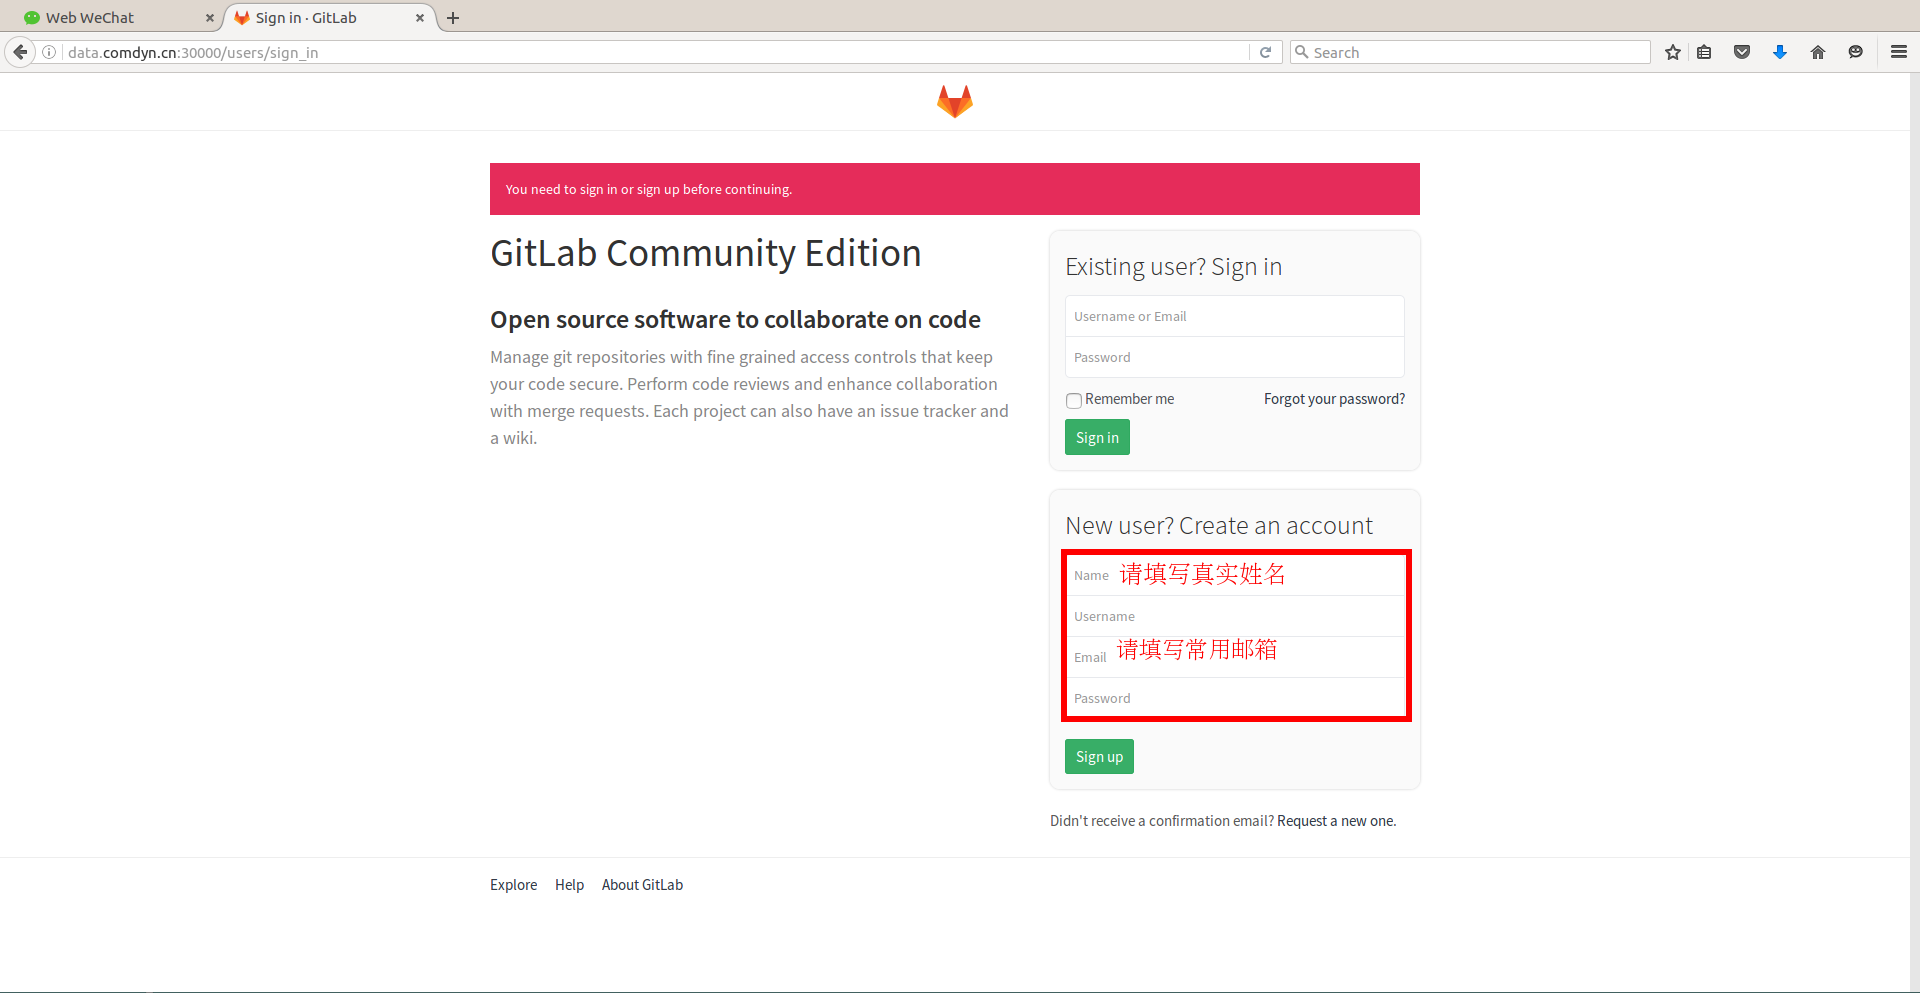 Web WeChat
Sign in · GitLab
data.comdyn.cn:30000/users/sign_in
Search
You need to sign in or sign up before continuing.
GitLab Community Edition
Open source software to collaborate on code
Manage git repositories with fine grained access controls that keep
your code secure. Perform code reviews and enhance collaboration
with merge requests. Each project can also have an issue tracker and
a wiki.
Existing user? Sign in
Username or Email
Password
Remember me
Forgot your password?
Sign in
New user? Create an account
Name 请填写真实姓名
Username
Email 请填写常用邮箱
Password
Sign up
Didn't receive a confirmation email? Request a new one.
Explore Help About GitLab